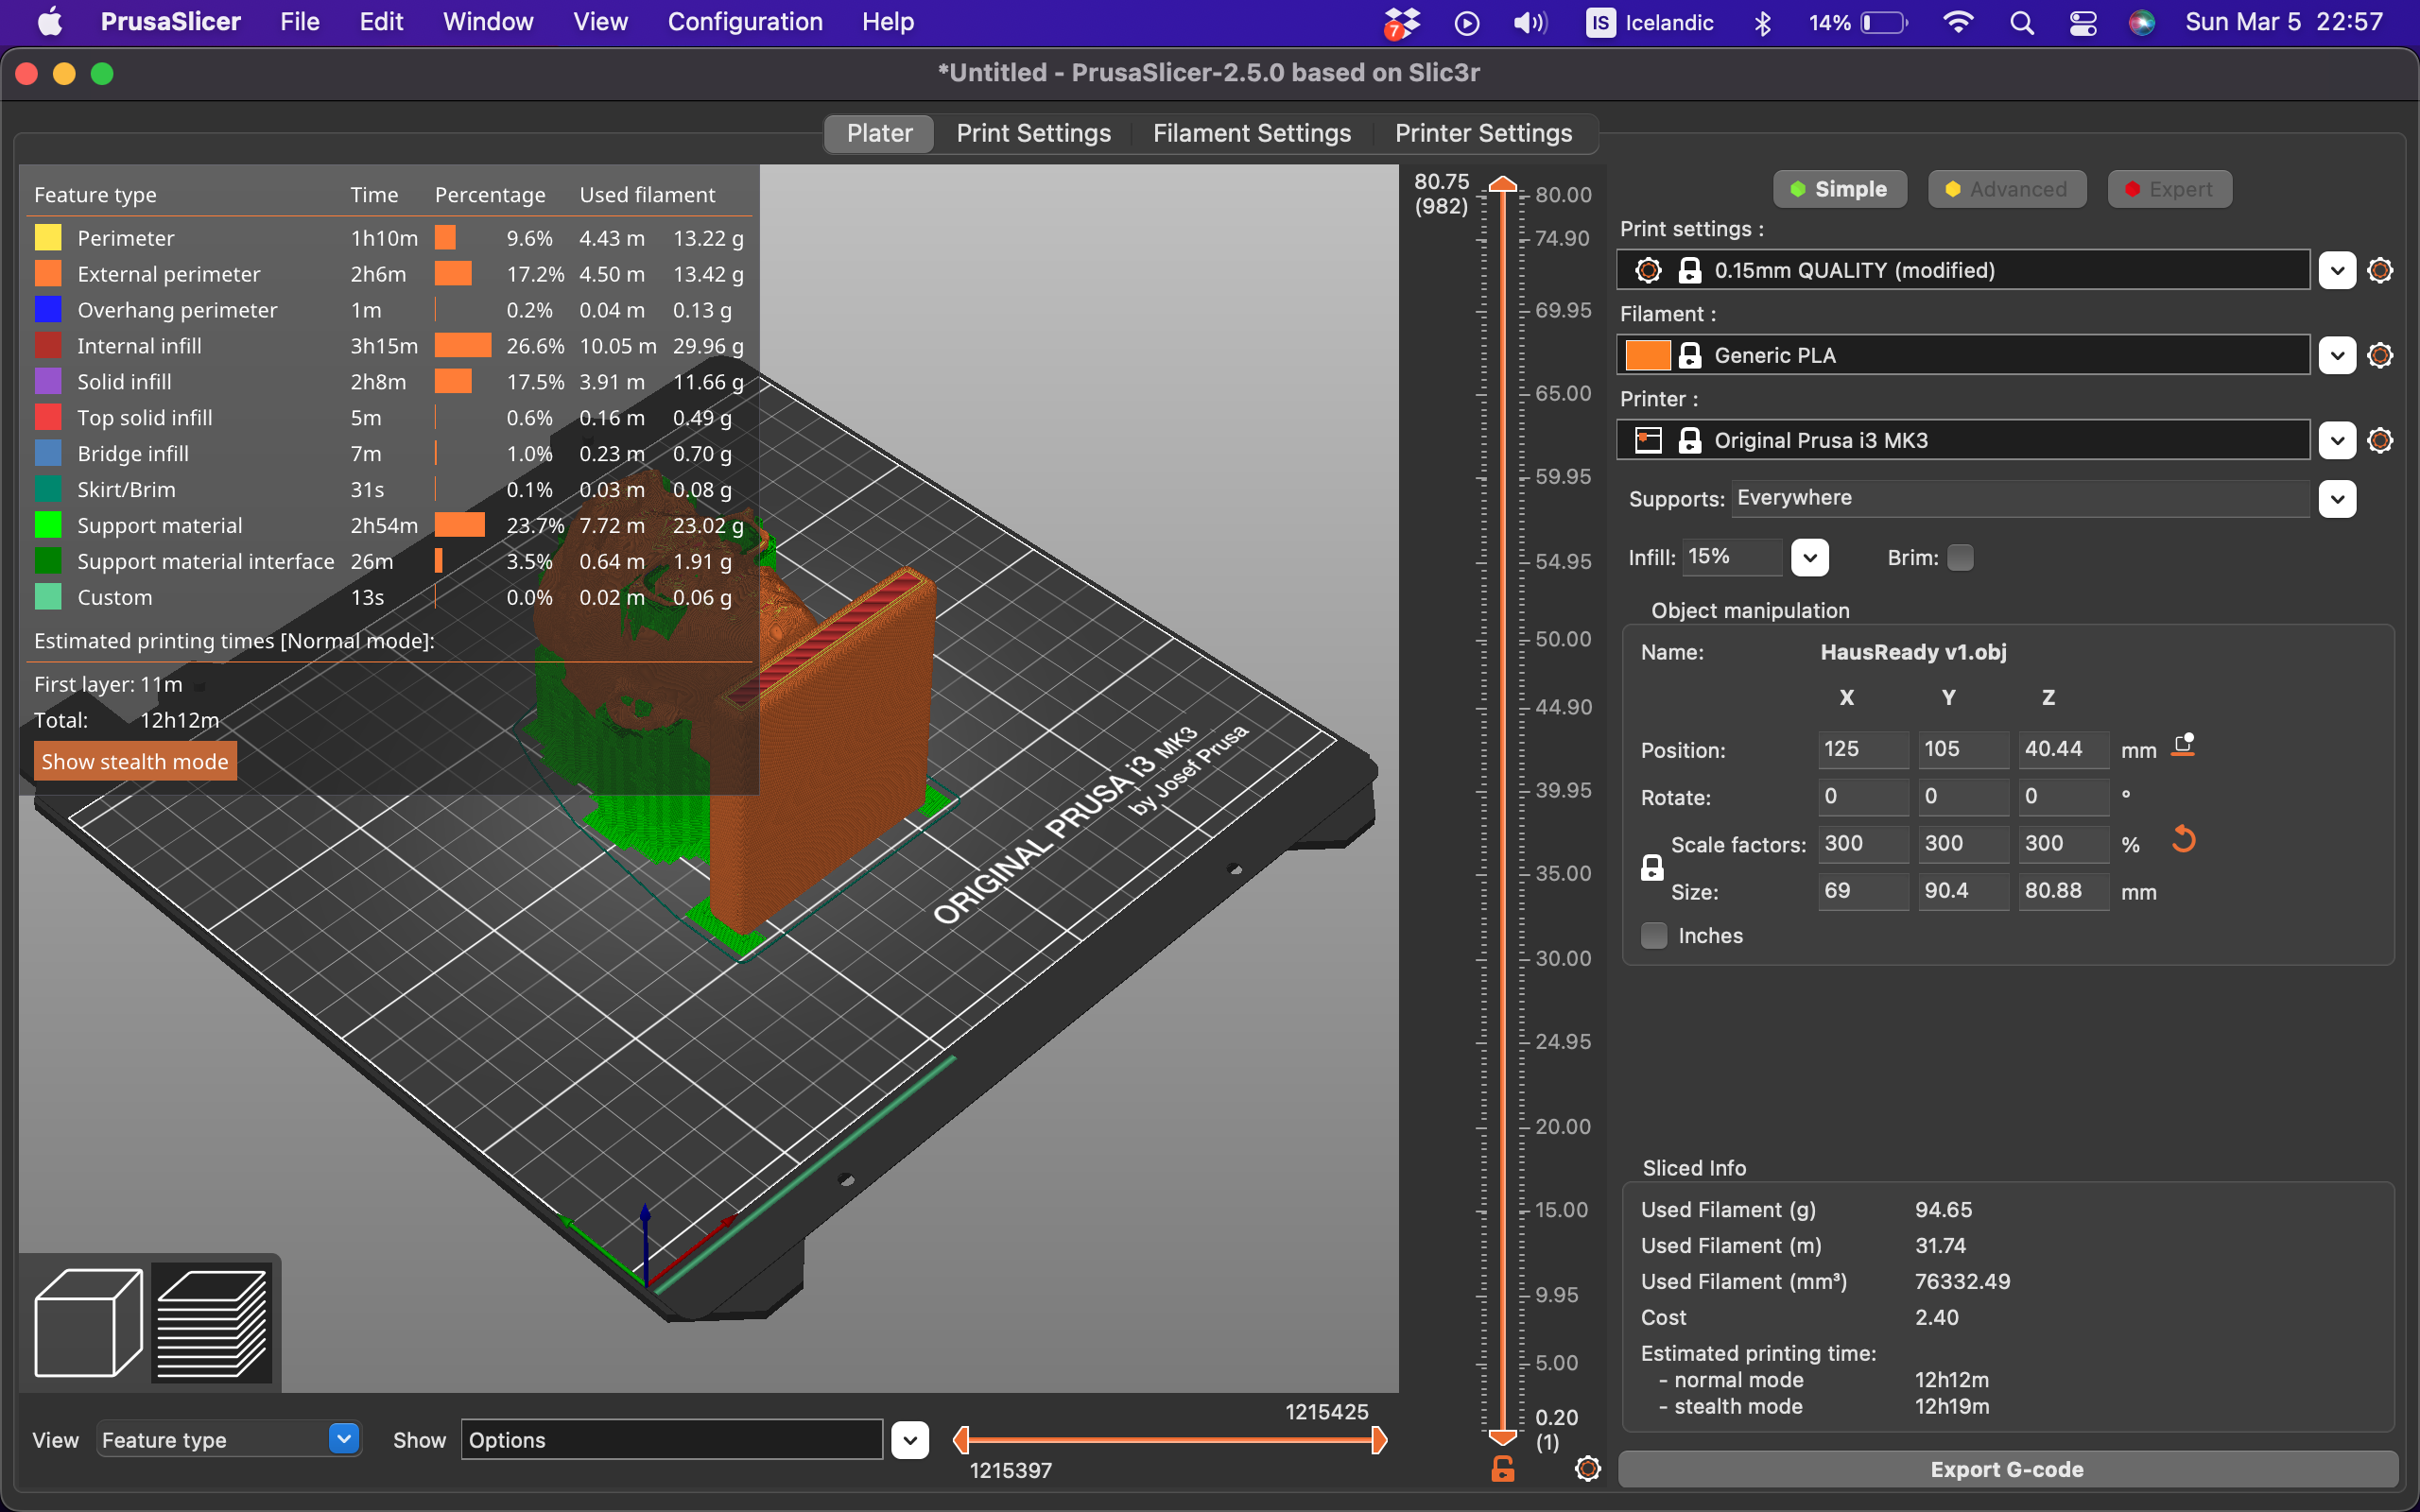 PrusaSlicer File Edit Window View Configuration Help 7 IS Icelandic 14% Sun Mar 5 22:57
*Untitled - PrusaSlicer-2.5.0 based on Slic3r
Plater Print Settings Filament Settings Printer Settings
Feature type Time Percentage Used filament
Perimeter 1h10m 9.6% 4.43 m 13.22 g
External perimeter 2h6m 17.2% 4.50 m 13.42 g
Overhang perimeter 1m 0.2% 0.04 m 0.13 g
Internal infill 3h15m 26.6% 10.05 m 29.96 g
Solid infill 2h8m 17.5% 3.91 m 11.66 g
Top solid infill 5m 0.6% 0.16 m 0.49 g
Bridge infill 7m 1.0% 0.23 m 0.70 g
Skirt/Brim 31s 0.1% 0.03 m 0.08 g
Support material 2h54m 23.7% 7.72 m 23.02 g
Support material interface 26m 3.5% 0.64 m 1.91 g
Custom 13s 0.0% 0.02 m 0.06 g
Estimated printing times [Normal mode]:
First layer: 11m
Total: 12h12m
Show stealth mode
ORIGINAL PRUSA i3 MK3
by Josef Prusa
View Feature type Show Options
1215425
1215397
80.75
(982)
80.00
74.90
69.95
65.00
59.95
54.95
50.00
44.90
39.95
35.00
30.00
24.95
20.00
15.00
9.95
5.00
0.20
(1)
Simple Advanced Expert
Print settings :
0.15mm QUALITY (modified)
Filament :
Generic PLA
Printer :
Original Prusa i3 MK3
Supports: Everywhere
Infill: 15% Brim:
Object manipulation
Name: HausReady v1.obj
X Y Z
Position: 125 105 40.44 mm
Rotate: 0 0 0 °
Scale factors: 300 300 300 %
Size: 69 90.4 80.88 mm
Inches
Sliced Info
Used Filament (g) 94.65
Used Filament (m) 31.74
Used Filament (mm³) 76332.49
Cost 2.40
Estimated printing time:
- normal mode 12h12m
- stealth mode 12h19m
Export G-code